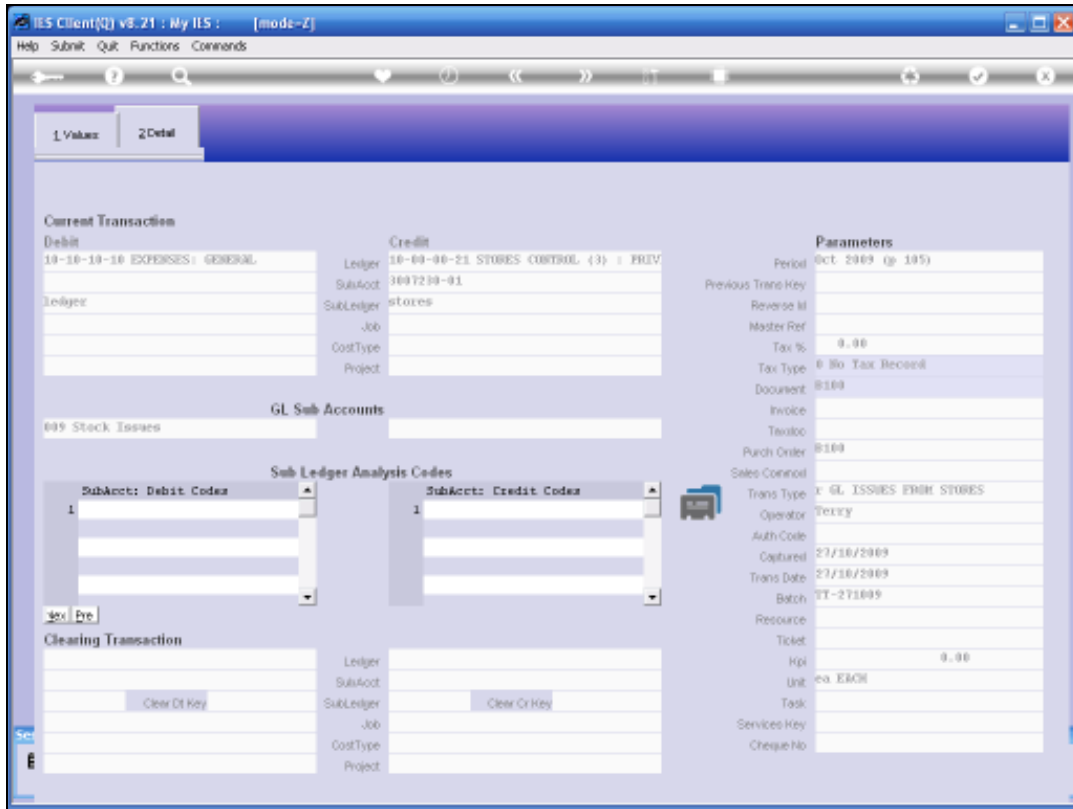 IES Client(Q) v8.21 : My IES : [mode-Z]
Help Submit Quit Functions Commands
1 Values 2 Detail
Current Transaction
Debit Credit Parameters
10-10-10-10 EXPENSES: GENERAL Ledger 10-00-00-21 STORES CONTROL (3) : PRIV Period Oct 2009 (p 105)
SubAcct 3007230-01 Previous Trans Key
ledger SubLedger stores Reverse Id
Job Master Ref
CostType Tax % 0.00
Project Tax Type 0 No Tax Record
Document B100
GL Sub Accounts Invoice
009 Stock Issues
Purch Order B100
Sub Ledger Analysis Codes Sales Commod
SubAcct: Debit Codes SubAcct: Credit Codes Trans Type r GL ISSUES FROM STORES
1 1 Operator Terry
Auth Code
Captured 27/10/2009
Trans Date 27/10/2009
Batch TT-271009
Nex Pre Resource
Clearing Transaction Ticket
Ledger Kpi 0.00
SubAcct Unit ea EACH
Clear Dt Key SubLedger Clear Cr Key Task
Job Services Key
CostType Cheque No
Project